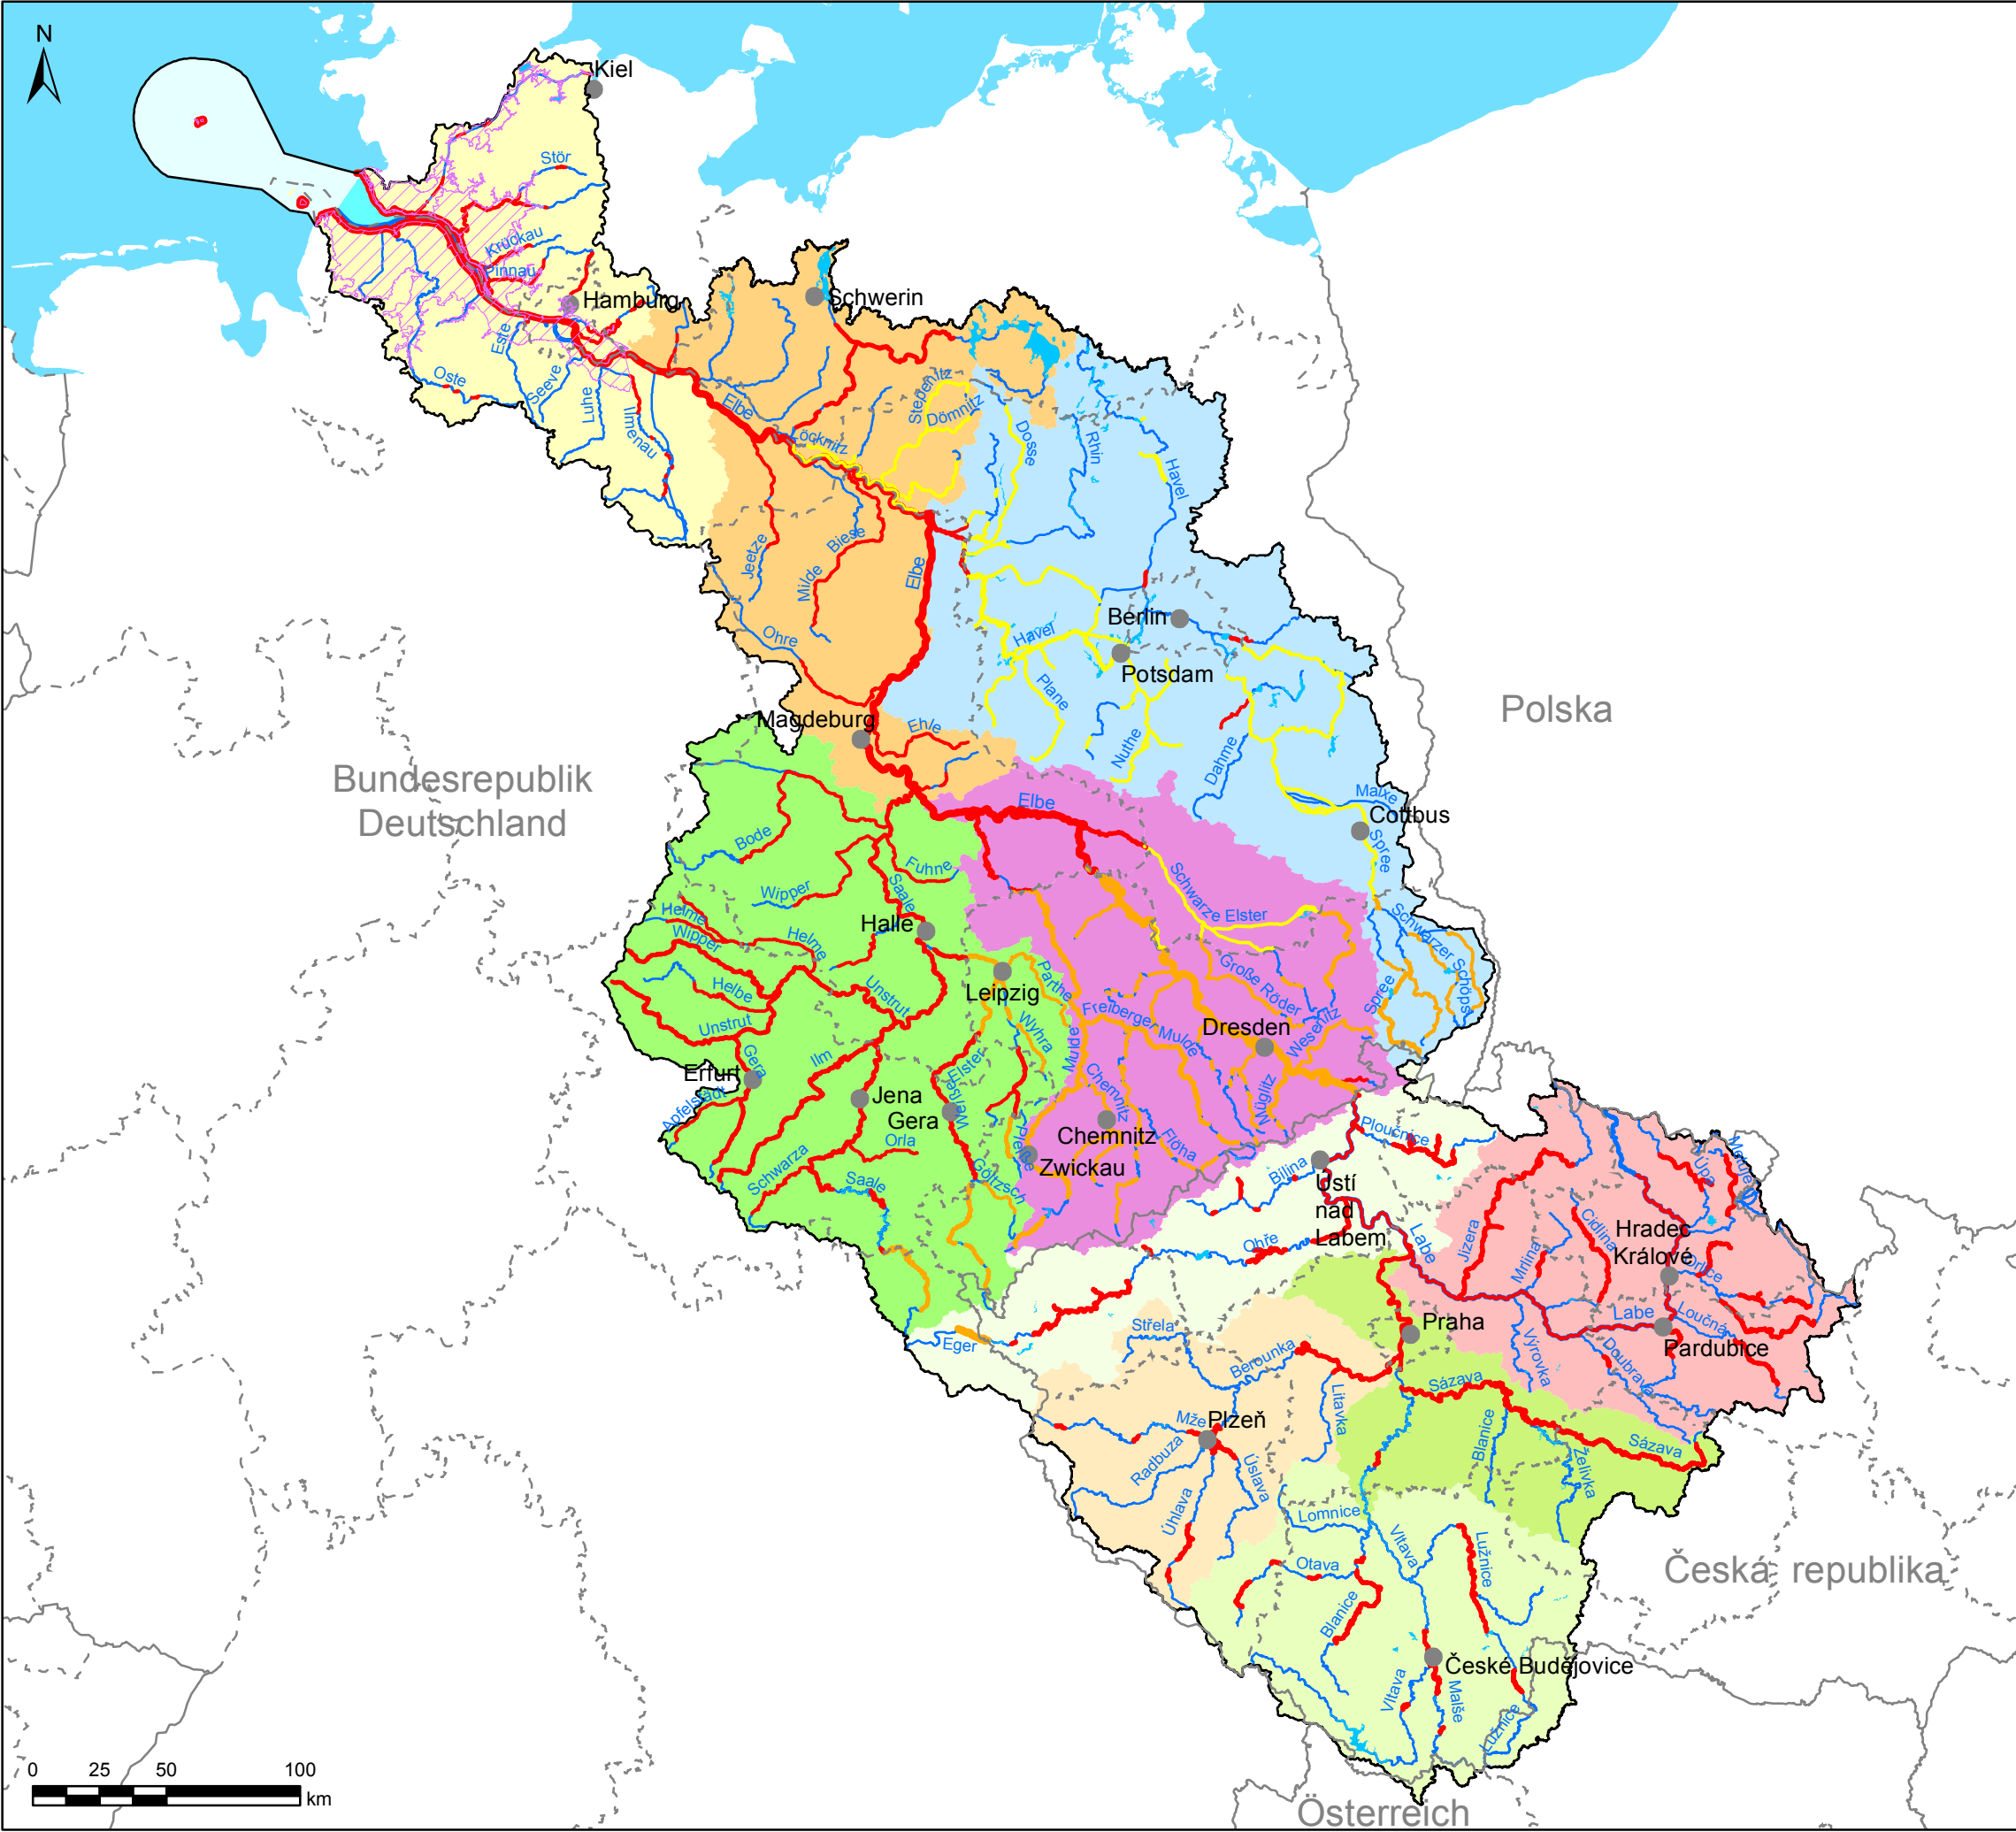 N
Kiel
Stör
Krückau
Pinnau
Hamburg
Schwerin
Este
Seeve
Oste
Luhe
Ilmenau
Elbe
Stepenitz
Dömnitz
Löcknitz
Dosse
Rhin
Havel
Jeetze
Biese
Milde
Elbe
Ohre
Berlin
Havel
Potsdam
Plane
Nuthe
Dahme
Polska
Magdeburg
Ehle
Bundesrepublik
Deutschland
Elbe
Malxe
Cottbus
Spree
Bode
Fuhne
Wipper
Saale
Schwarze Elster
Helme
Wipper
Helme
Halle
Schwarzer Schöps
Helbe
Unstrut
Leipzig
Parthe
Große Röder
Spree
Unstrut
Wyhra
Mulde
Freiberger Mulde
Dresden
Wesenitz
Gera
Ilm
Erfurt
Apfelstädt
Jena
Gera
Weiße
Elster
Chemnitz
Chemnitz
Müglitz
Flöha
Pleiße
Zwickau
Orla
Schwarza
Saale
Göltzsch
Ploučnice
Bílina
Ústí
nad
Labem
Úpa
Metuje
Ohře
Labe
Jizera
Cidlina
Mrlina
Hradec
Králové
Orlice
Eger
Střela
Praha
Labe
Loučná
Pardubice
Berounka
Výrovka
Doubrava
Sázava
Litavka
Mže
Plzeň
Radbuza
Úslava
Úhlava
Blanice
Sázava
Želivka
Lomnice
Vltava
Lužnice
Otava
Česká republika
Blanice
České Budějovice
Vltava
Malše
Lužnice
0 25 50 100
km
Österreich